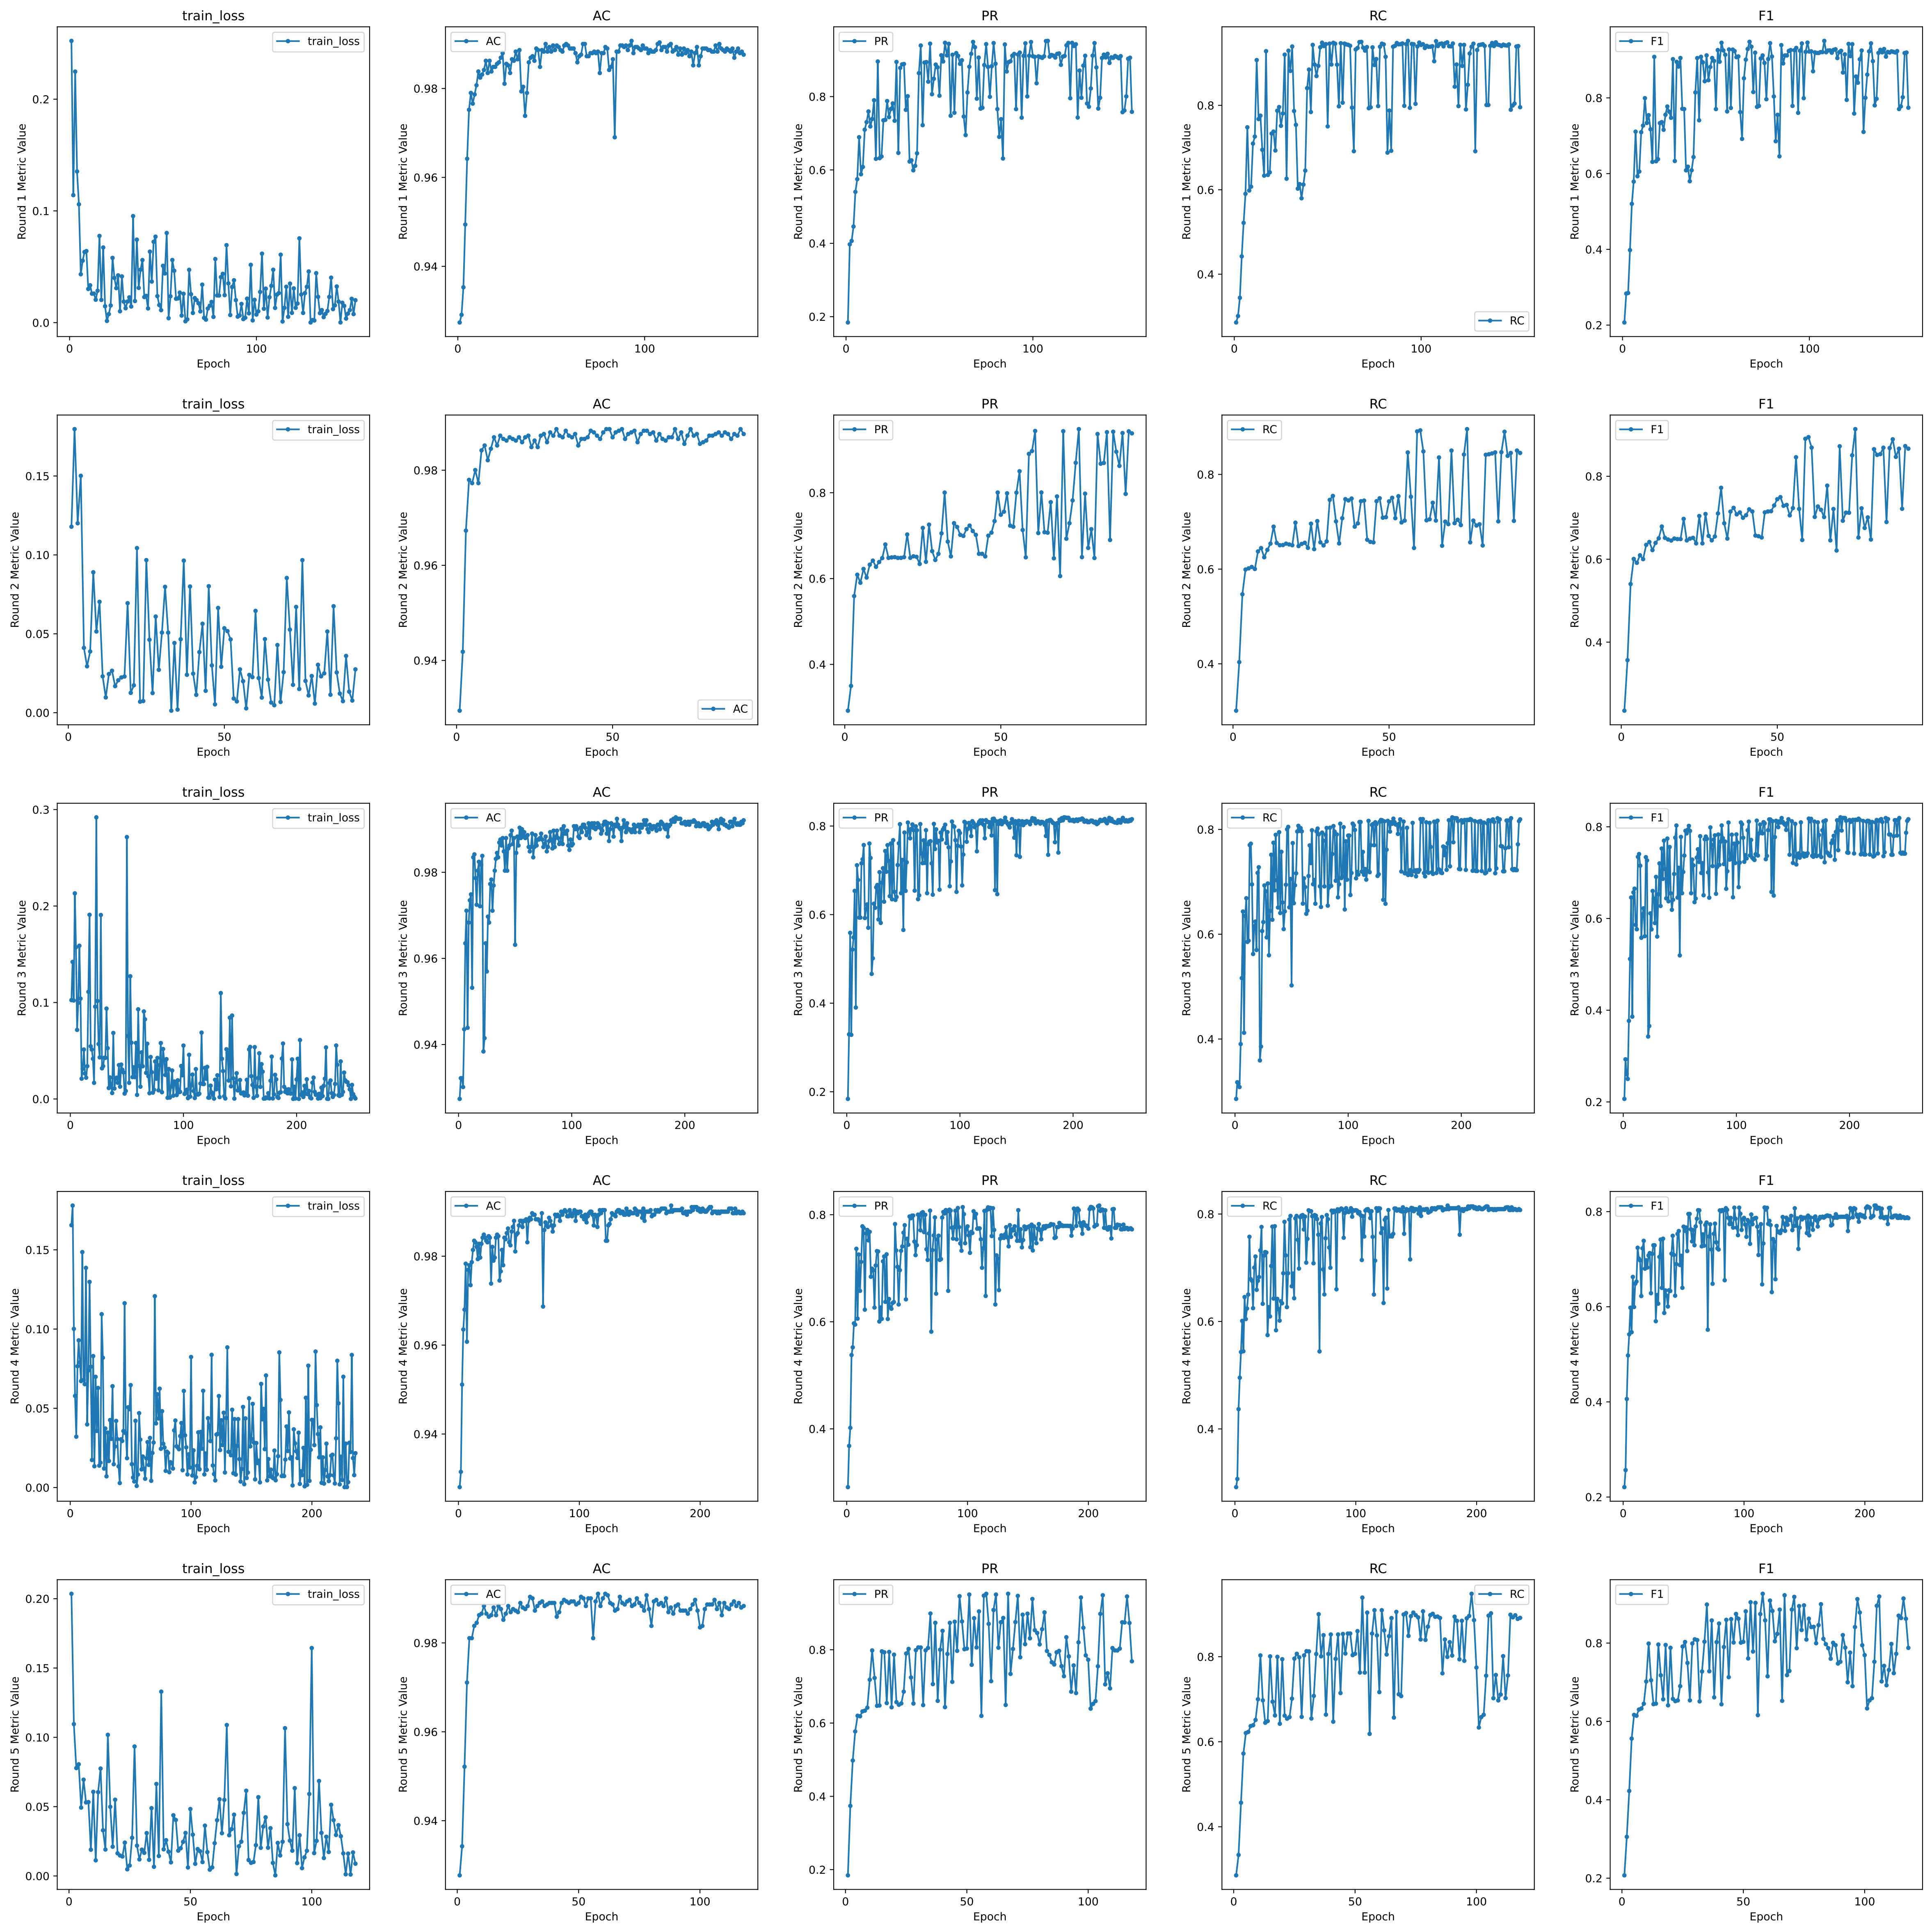 train_loss AC PR RC F1
train_loss AC PR RC F1
Round 1 Metric Value Round 1 Metric Value Round 1 Metric Value Round 1 Metric Value Round 1 Metric Value
0.2 0.1 0.0
0.98 0.96 0.94
0.8 0.6 0.4 0.2
0.8 0.6 0.4
0.8 0.6 0.4 0.2
0 100 0 100 0 100 0 100 0 100
Epoch Epoch Epoch Epoch Epoch
train_loss AC PR RC F1
train_loss AC PR RC F1
Round 2 Metric Value Round 2 Metric Value Round 2 Metric Value Round 2 Metric Value Round 2 Metric Value
0.15 0.10 0.05 0.00
0.98 0.96 0.94
0.8 0.6 0.4
0.8 0.6 0.4
0.8 0.6 0.4
0 50 0 50 0 50 0 50 0 50
Epoch Epoch Epoch Epoch Epoch
train_loss AC PR RC F1
train_loss AC PR RC F1
Round 3 Metric Value Round 3 Metric Value Round 3 Metric Value Round 3 Metric Value Round 3 Metric Value
0.3 0.2 0.1 0.0
0.98 0.96 0.94
0.8 0.6 0.4 0.2
0.8 0.6 0.4
0.8 0.6 0.4 0.2
0 100 200 0 100 200 0 100 200 0 100 200 0 100 200
Epoch Epoch Epoch Epoch Epoch
train_loss AC PR RC F1
train_loss AC PR RC F1
Round 4 Metric Value Round 4 Metric Value Round 4 Metric Value Round 4 Metric Value Round 4 Metric Value
0.15 0.10 0.05 0.00
0.98 0.96 0.94
0.8 0.6 0.4
0.8 0.6 0.4
0.8 0.6 0.4 0.2
0 100 200 0 100 200 0 100 200 0 100 200 0 100 200
Epoch Epoch Epoch Epoch Epoch
train_loss AC PR RC F1
train_loss AC PR RC F1
Round 5 Metric Value Round 5 Metric Value Round 5 Metric Value Round 5 Metric Value Round 5 Metric Value
0.20 0.15 0.10 0.05 0.00
0.98 0.96 0.94
0.8 0.6 0.4 0.2
0.8 0.6 0.4
0.8 0.6 0.4 0.2
0 50 100 0 50 100 0 50 100 0 50 100 0 50 100
Epoch Epoch Epoch Epoch Epoch